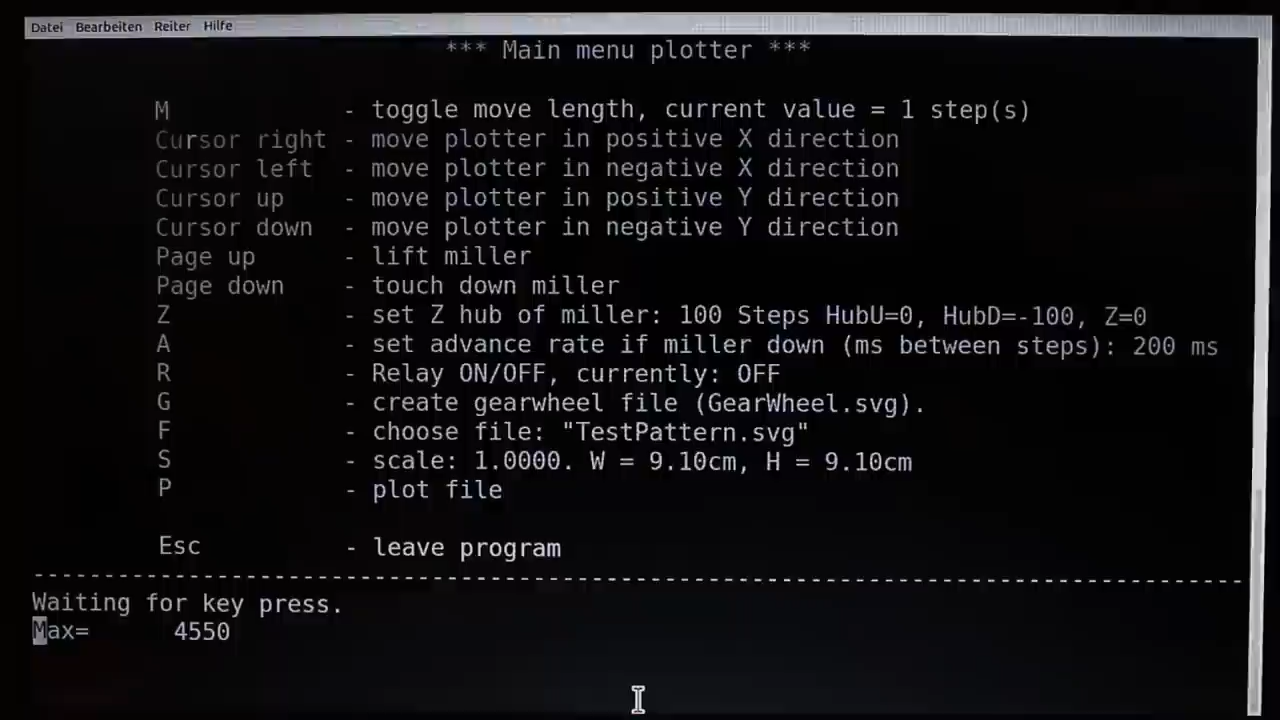 Datei Bearbeiten Reiter Hilfe
*** Main menu plotter ***
M - toggle move length, current value = 1 step(s)
Cursor right - move plotter in positive X direction
Cursor left - move plotter in negative X direction
Cursor up - move plotter in positive Y direction
Cursor down - move plotter in negative Y direction
Page up - lift miller
Page down - touch down miller
Z - set Z hub of miller: 100 Steps HubU=0, HubD=-100, Z=0
A - set advance rate if miller down (ms between steps): 200 ms
R - Relay ON/OFF, currently: OFF
G - create gearwheel file (GearWheel.svg).
F - choose file: "TestPattern.svg"
S - scale: 1.0000. W = 9.10cm, H = 9.10cm
P - plot file
Esc - leave program
--------------------------------------------------------------------------------
Waiting for key press.
Max= 4550